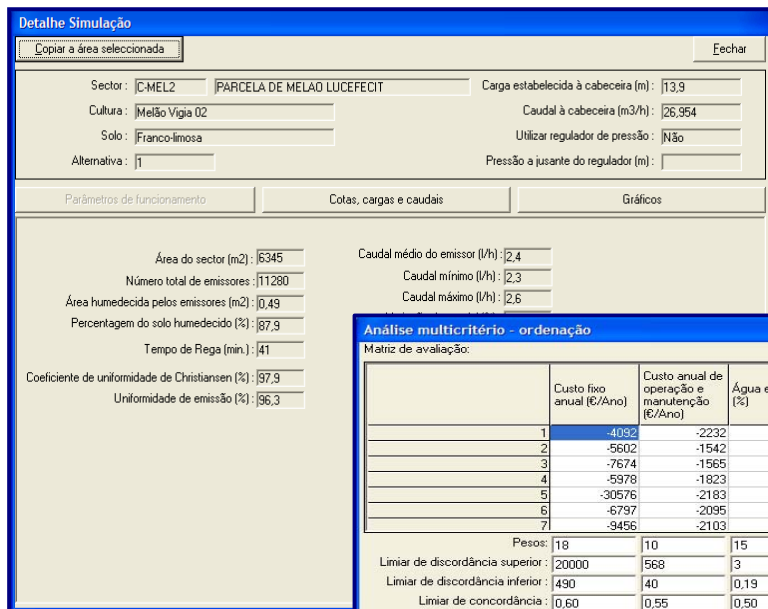 Detalhe Simulação
Copiar a área seleccionada Fechar
Sector : C-MEL2 PARCELA DE MELAO LUCEFECIT Carga estabelecida à cabeceira (m) : 13,9
Cultura : Melão Vigia 02 Caudal à cabeceira (m3/h) : 26,954
Solo : Franco-limosa Utilizar regulador de pressão : Não
Alternativa : 1 Pressão a jusante do regulador (m) :
Parâmetros de funcionamento Cotas, cargas e caudais Gráficos
Área do sector (m2) : 6345 Caudal médio do emissor (l/h) : 2,4
Número total de emissores : 11280 Caudal mínimo (l/h) : 2,3
Área humedecida pelos emissores (m2) : 0,49 Caudal máximo (l/h) : 2,6
Percentagem do solo humedecido (%) : 87,9
Tempo de Rega (min.) : 41
Coeficiente de uniformidade de Christiansen (%) : 97,9
Uniformidade de emissão (%) : 96,3
Análise multicritério - ordenação
Matriz de avaliação:
Custo fixo anual (€/Ano) Custo anual de operação e manutenção (€/Ano) Água e (%)
1 -4092 -2232
2 -5602 -1542
3 -7674 -1565
4 -5978 -1823
5 -30576 -2183
6 -6797 -2095
7 -9456 -2103
Pesos: 18 10 15
Limiar de discordância superior : 20000 568 3
Limiar de discordância inferior : 490 40 0,19
Limiar de concordância : 0,60 0,55 0,50